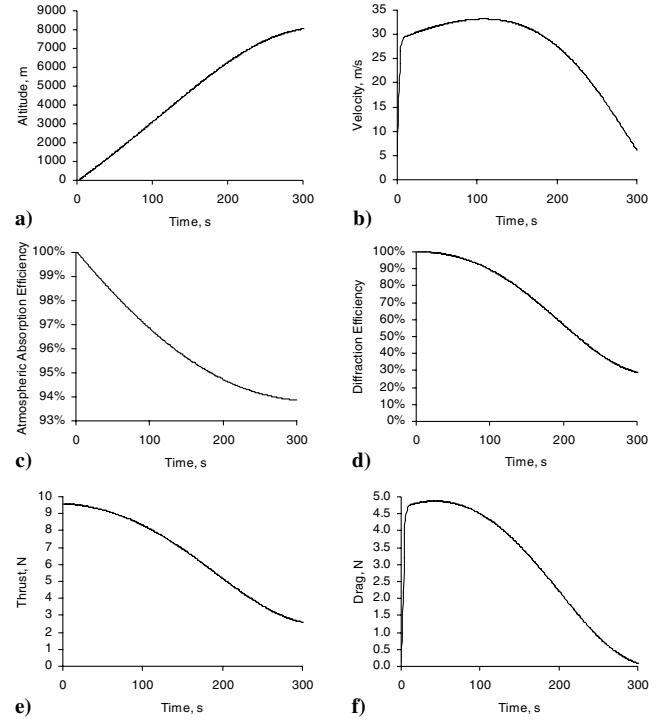 9000
8000
7000
6000
5000
4000
3000
2000
1000
0
Altitude, m
0 100 200 300
Time, s
a)
35
30
25
20
15
10
5
0
Velocity, m/s
0 100 200 300
Time, s
b)
100%
99%
98%
97%
96%
95%
94%
93%
Atmospheric Absorption Efficiency
0 100 200 300
Time, s
c)
100%
90%
80%
70%
60%
50%
40%
30%
20%
10%
0%
Diffraction Efficiency
0 100 200 300
Time, s
d)
10
9
8
7
6
5
4
3
2
1
0
Thrust, N
0 100 200 300
Time, s
e)
5.0
4.5
4.0
3.5
3.0
2.5
2.0
1.5
1.0
0.5
0.0
Drag, N
0 100 200 300
Time, s
f)